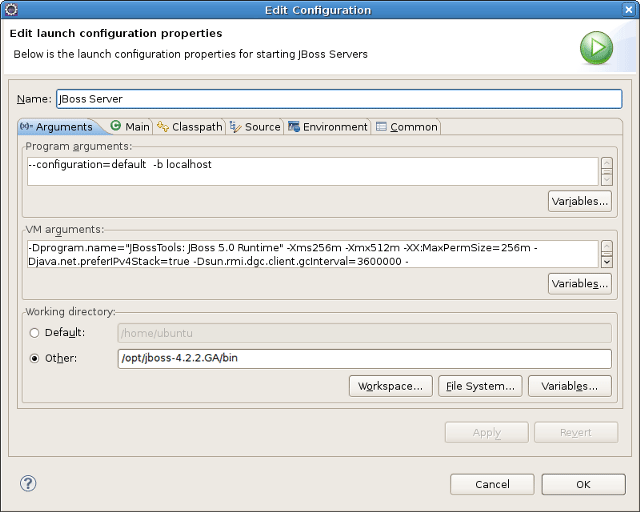 Edit Configuration
Edit launch configuration properties
Below is the launch configuration properties for starting JBoss Servers
Name: JBoss Server
(x)= Arguments Main Classpath Source Environment Common
Program arguments:
--configuration=default -b localhost
Variables...
VM arguments:
-Dprogram.name="JBossTools: JBoss 5.0 Runtime" -Xms256m -Xmx512m -XX:MaxPermSize=256m -
Djava.net.preferIPv4Stack=true -Dsun.rmi.dgc.client.gcInterval=3600000 -
Variables...
Working directory:
Default: /home/ubuntu
Other: /opt/jboss-4.2.2.GA/bin
Workspace... File System... Variables...
Apply Revert
? Cancel OK